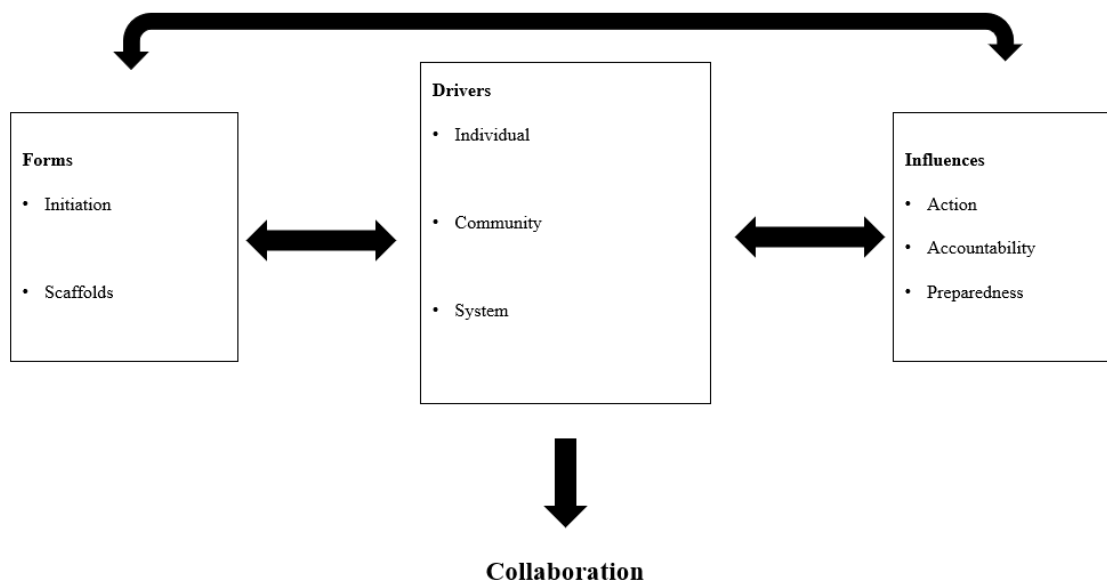 Forms
• Initiation
• Scaffolds
Drivers
• Individual
• Community
• System
Influences
• Action
• Accountability
• Preparedness
Collaboration